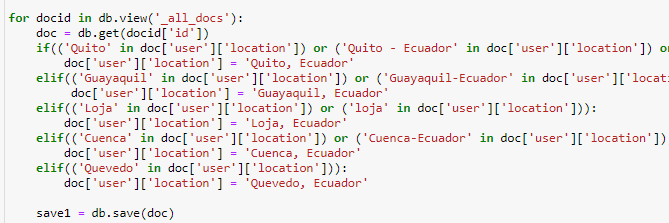 for docid in db.view('_all_docs'):
    doc = db.get(docid['id'])
    if(('Quito' in doc['user']['location']) or ('Quito - Ecuador' in doc['user']['location']) or
        doc['user']['location'] = 'Quito, Ecuador'
    elif(('Guayaquil' in doc['user']['location']) or ('Guayaquil-Ecuador' in doc['user']['locati
         doc['user']['location'] = 'Guayaquil, Ecuador'
    elif(('Loja' in doc['user']['location']) or ('loja' in doc['user']['location'])):
        doc['user']['location'] = 'Loja, Ecuador'
    elif(('Cuenca' in doc['user']['location']) or ('Cuenca-Ecuador' in doc['user']['location'])
        doc['user']['location'] = 'Cuenca, Ecuador'
    elif(('Quevedo' in doc['user']['location'])):
        doc['user']['location'] = 'Quevedo, Ecuador'
    save1 = db.save(doc)